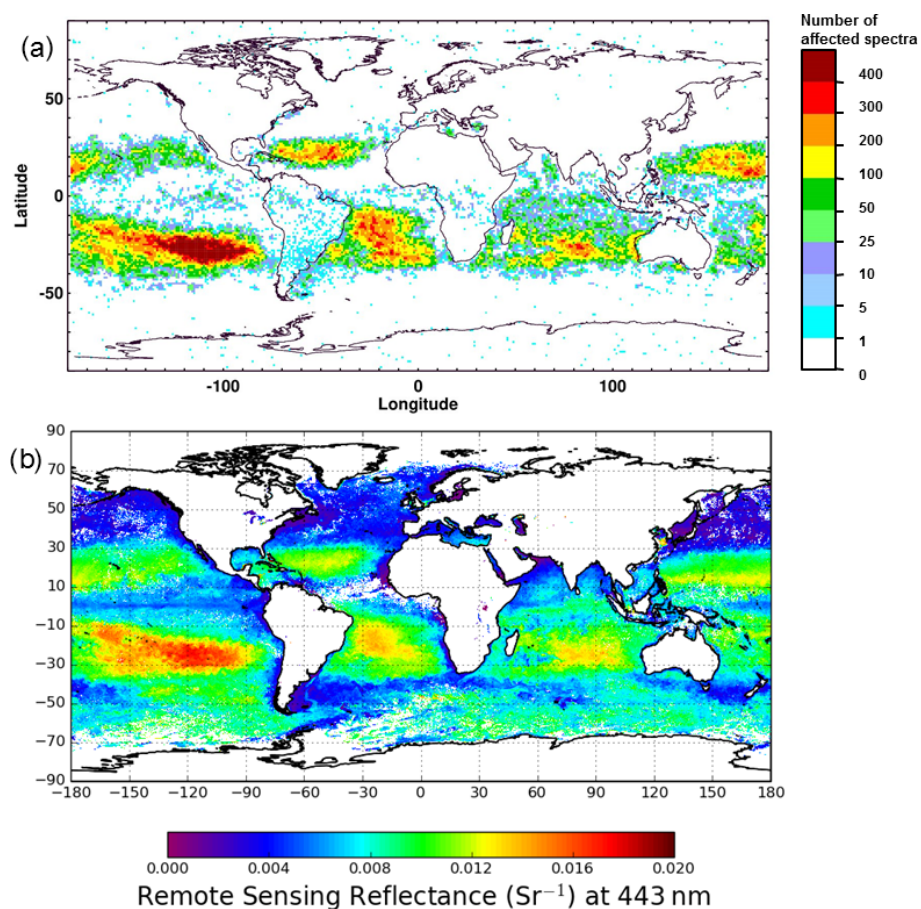 (a)
Number of
affected spectra
400
300
200
100
50
25
10
5
1
0
50
0
-50
Latitude
-100 0 100
Longitude
(b)
90
70
50
30
10
−10
−30
−50
−70
−90
−180 −150 −120 −90 −60 −30 0 30 60 90 120 150 180
0.000 0.004 0.008 0.012 0.016 0.020
Remote Sensing Reflectance (Sr⁻¹) at 443 nm